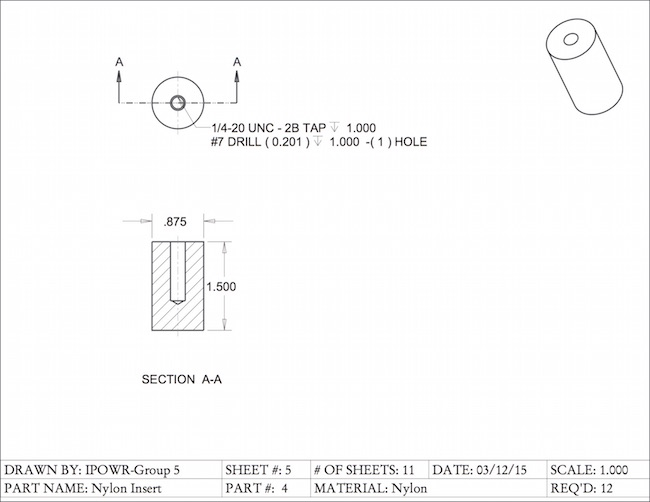 A A
1/4-20 UNC - 2B TAP ↧ 1.000
#7 DRILL ( 0.201 ) ↧ 1.000 -( 1 ) HOLE
.875
1.500
SECTION A-A
DRAWN BY: IPOWR-Group 5 SHEET #: 5 # OF SHEETS: 11 DATE: 03/12/15 SCALE: 1.000
PART NAME: Nylon Insert PART #: 4 MATERIAL: Nylon REQ'D: 12